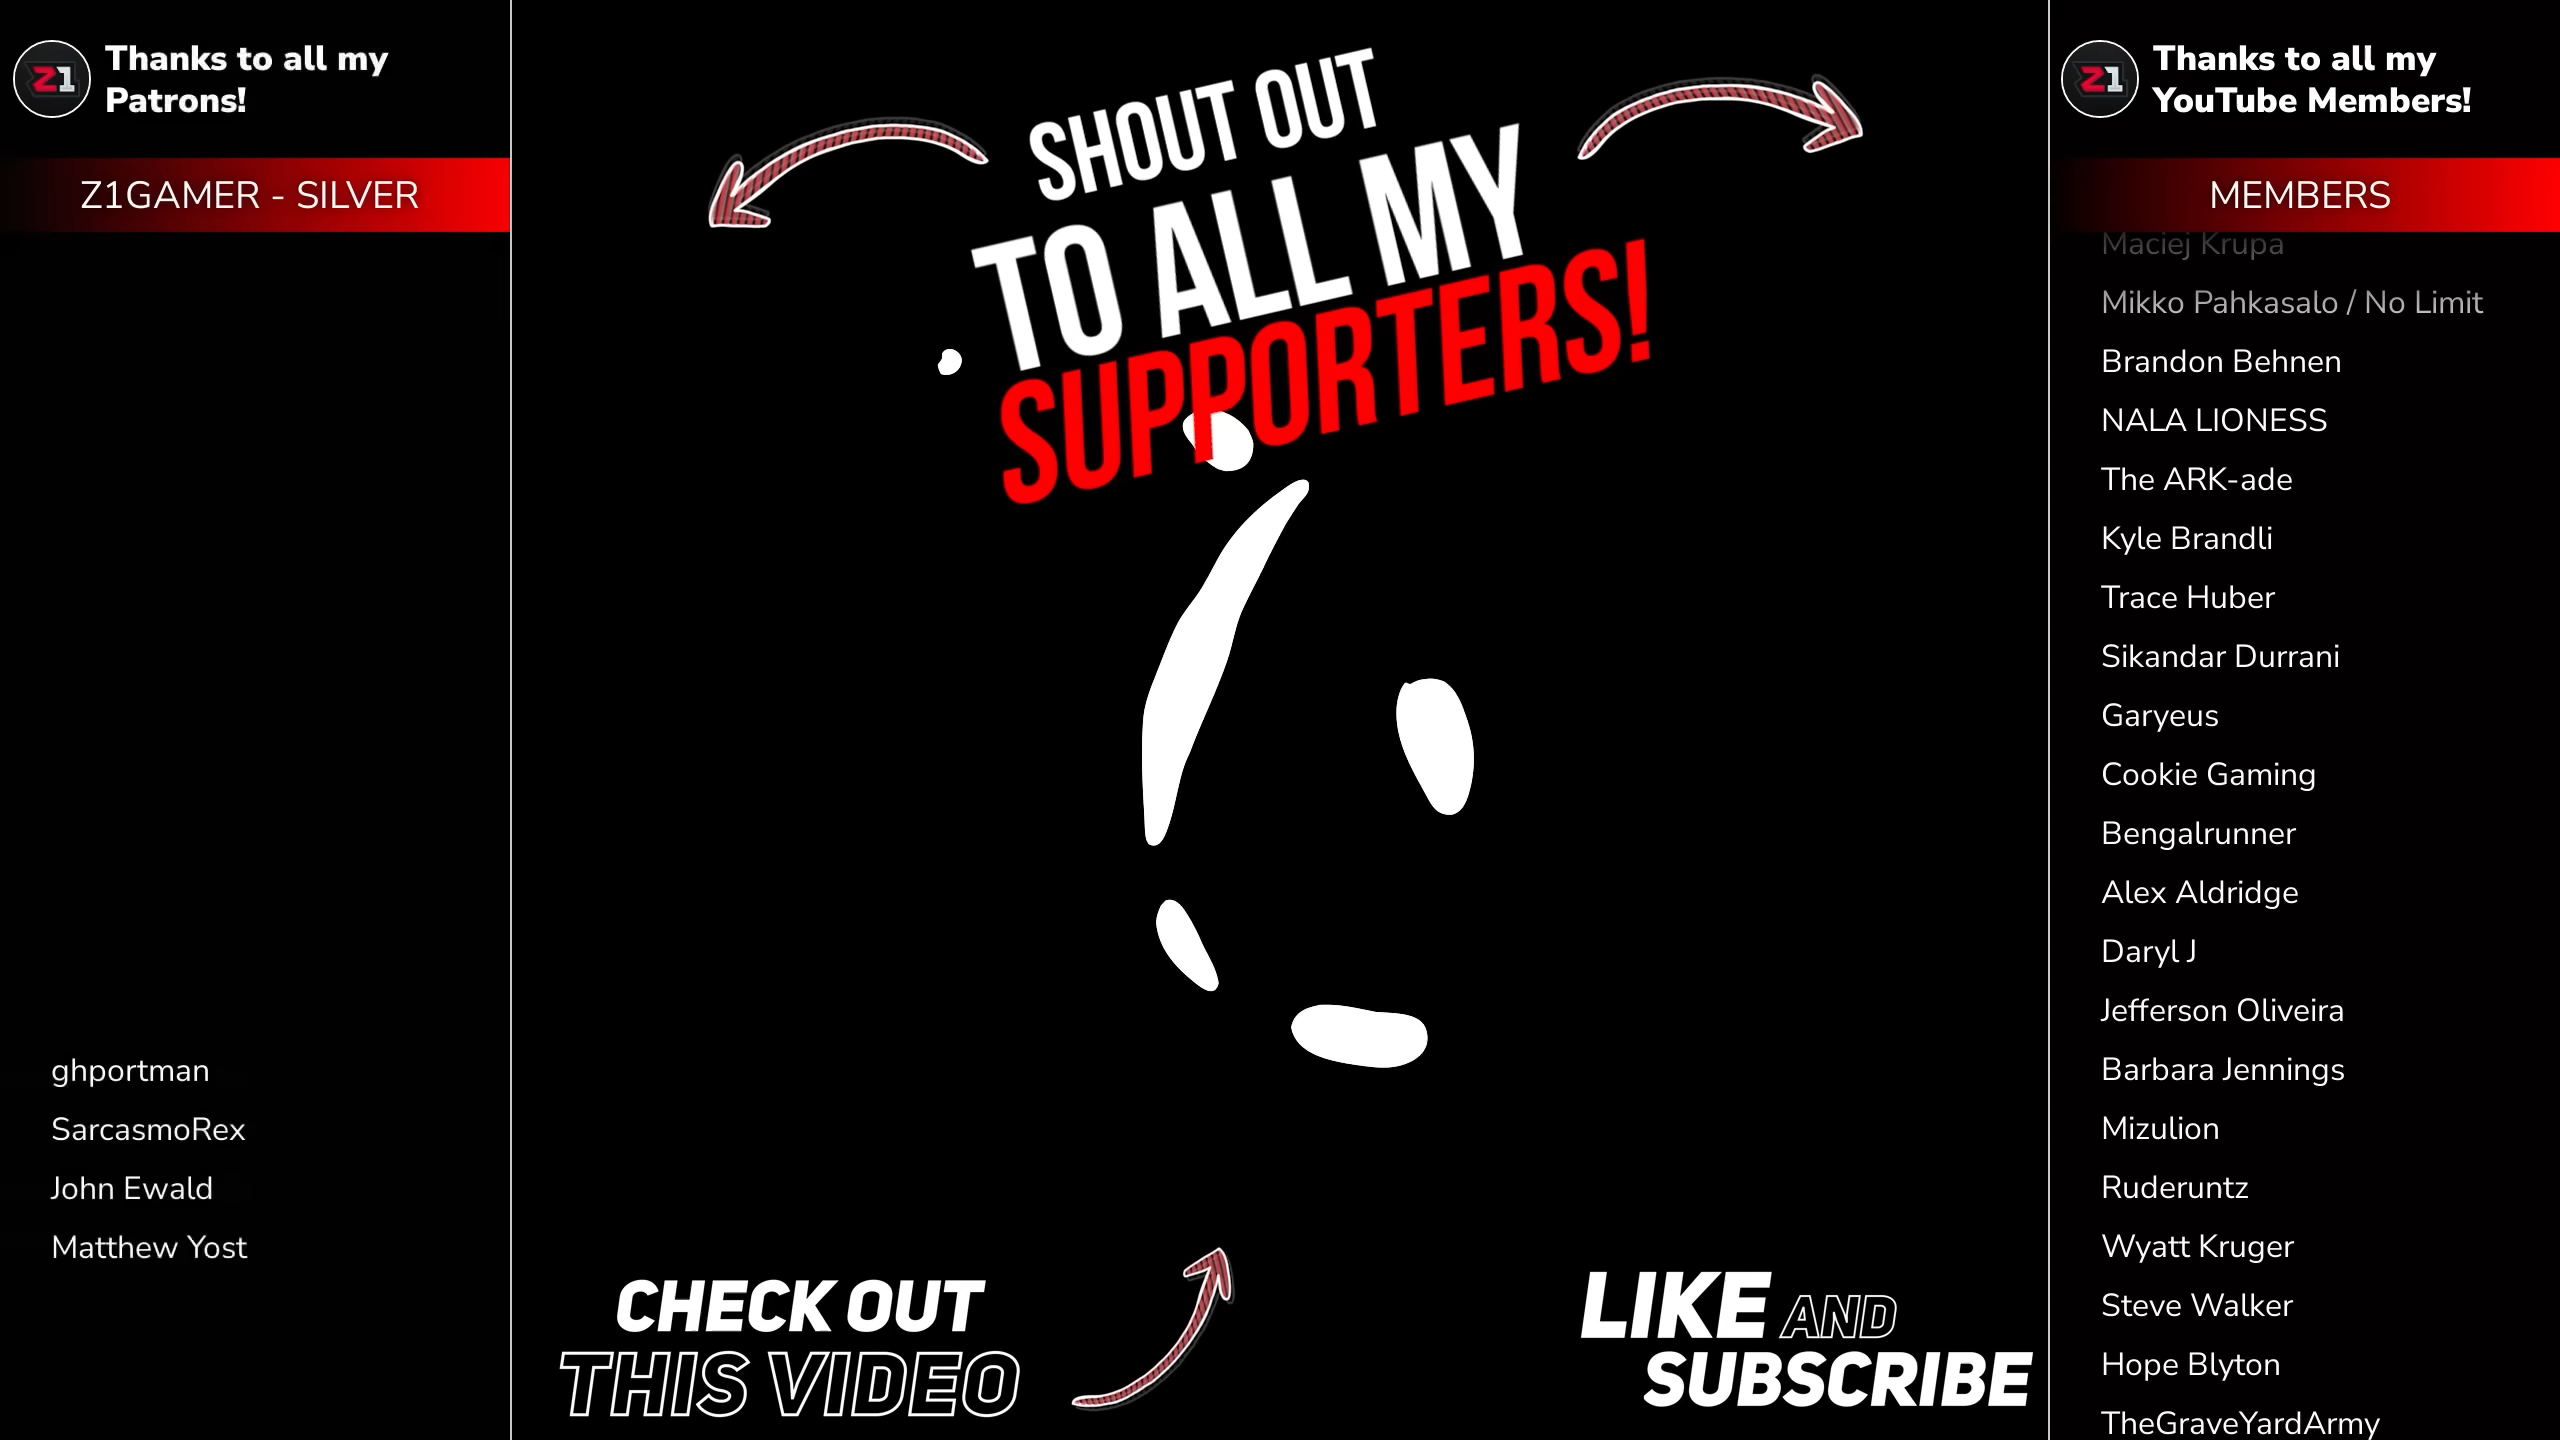 Z1
Thanks to all my
Patrons!
Z1GAMER - SILVER
ghportman
SarcasmoRex
John Ewald
Matthew Yost
SHOUT OUT
TO ALL MY
SUPPORTERS!
CHECK OUT
THIS VIDEO
LIKE AND
SUBSCRIBE
Z1
Thanks to all my
YouTube Members!
MEMBERS
Maciej Krupa
Mikko Pahkasalo / No Limit
Brandon Behnen
NALA LIONESS
The ARK-ade
Kyle Brandli
Trace Huber
Sikandar Durrani
Garyeus
Cookie Gaming
Bengalrunner
Alex Aldridge
Daryl J
Jefferson Oliveira
Barbara Jennings
Mizulion
Ruderuntz
Wyatt Kruger
Steve Walker
Hope Blyton
TheGraveYardArmy